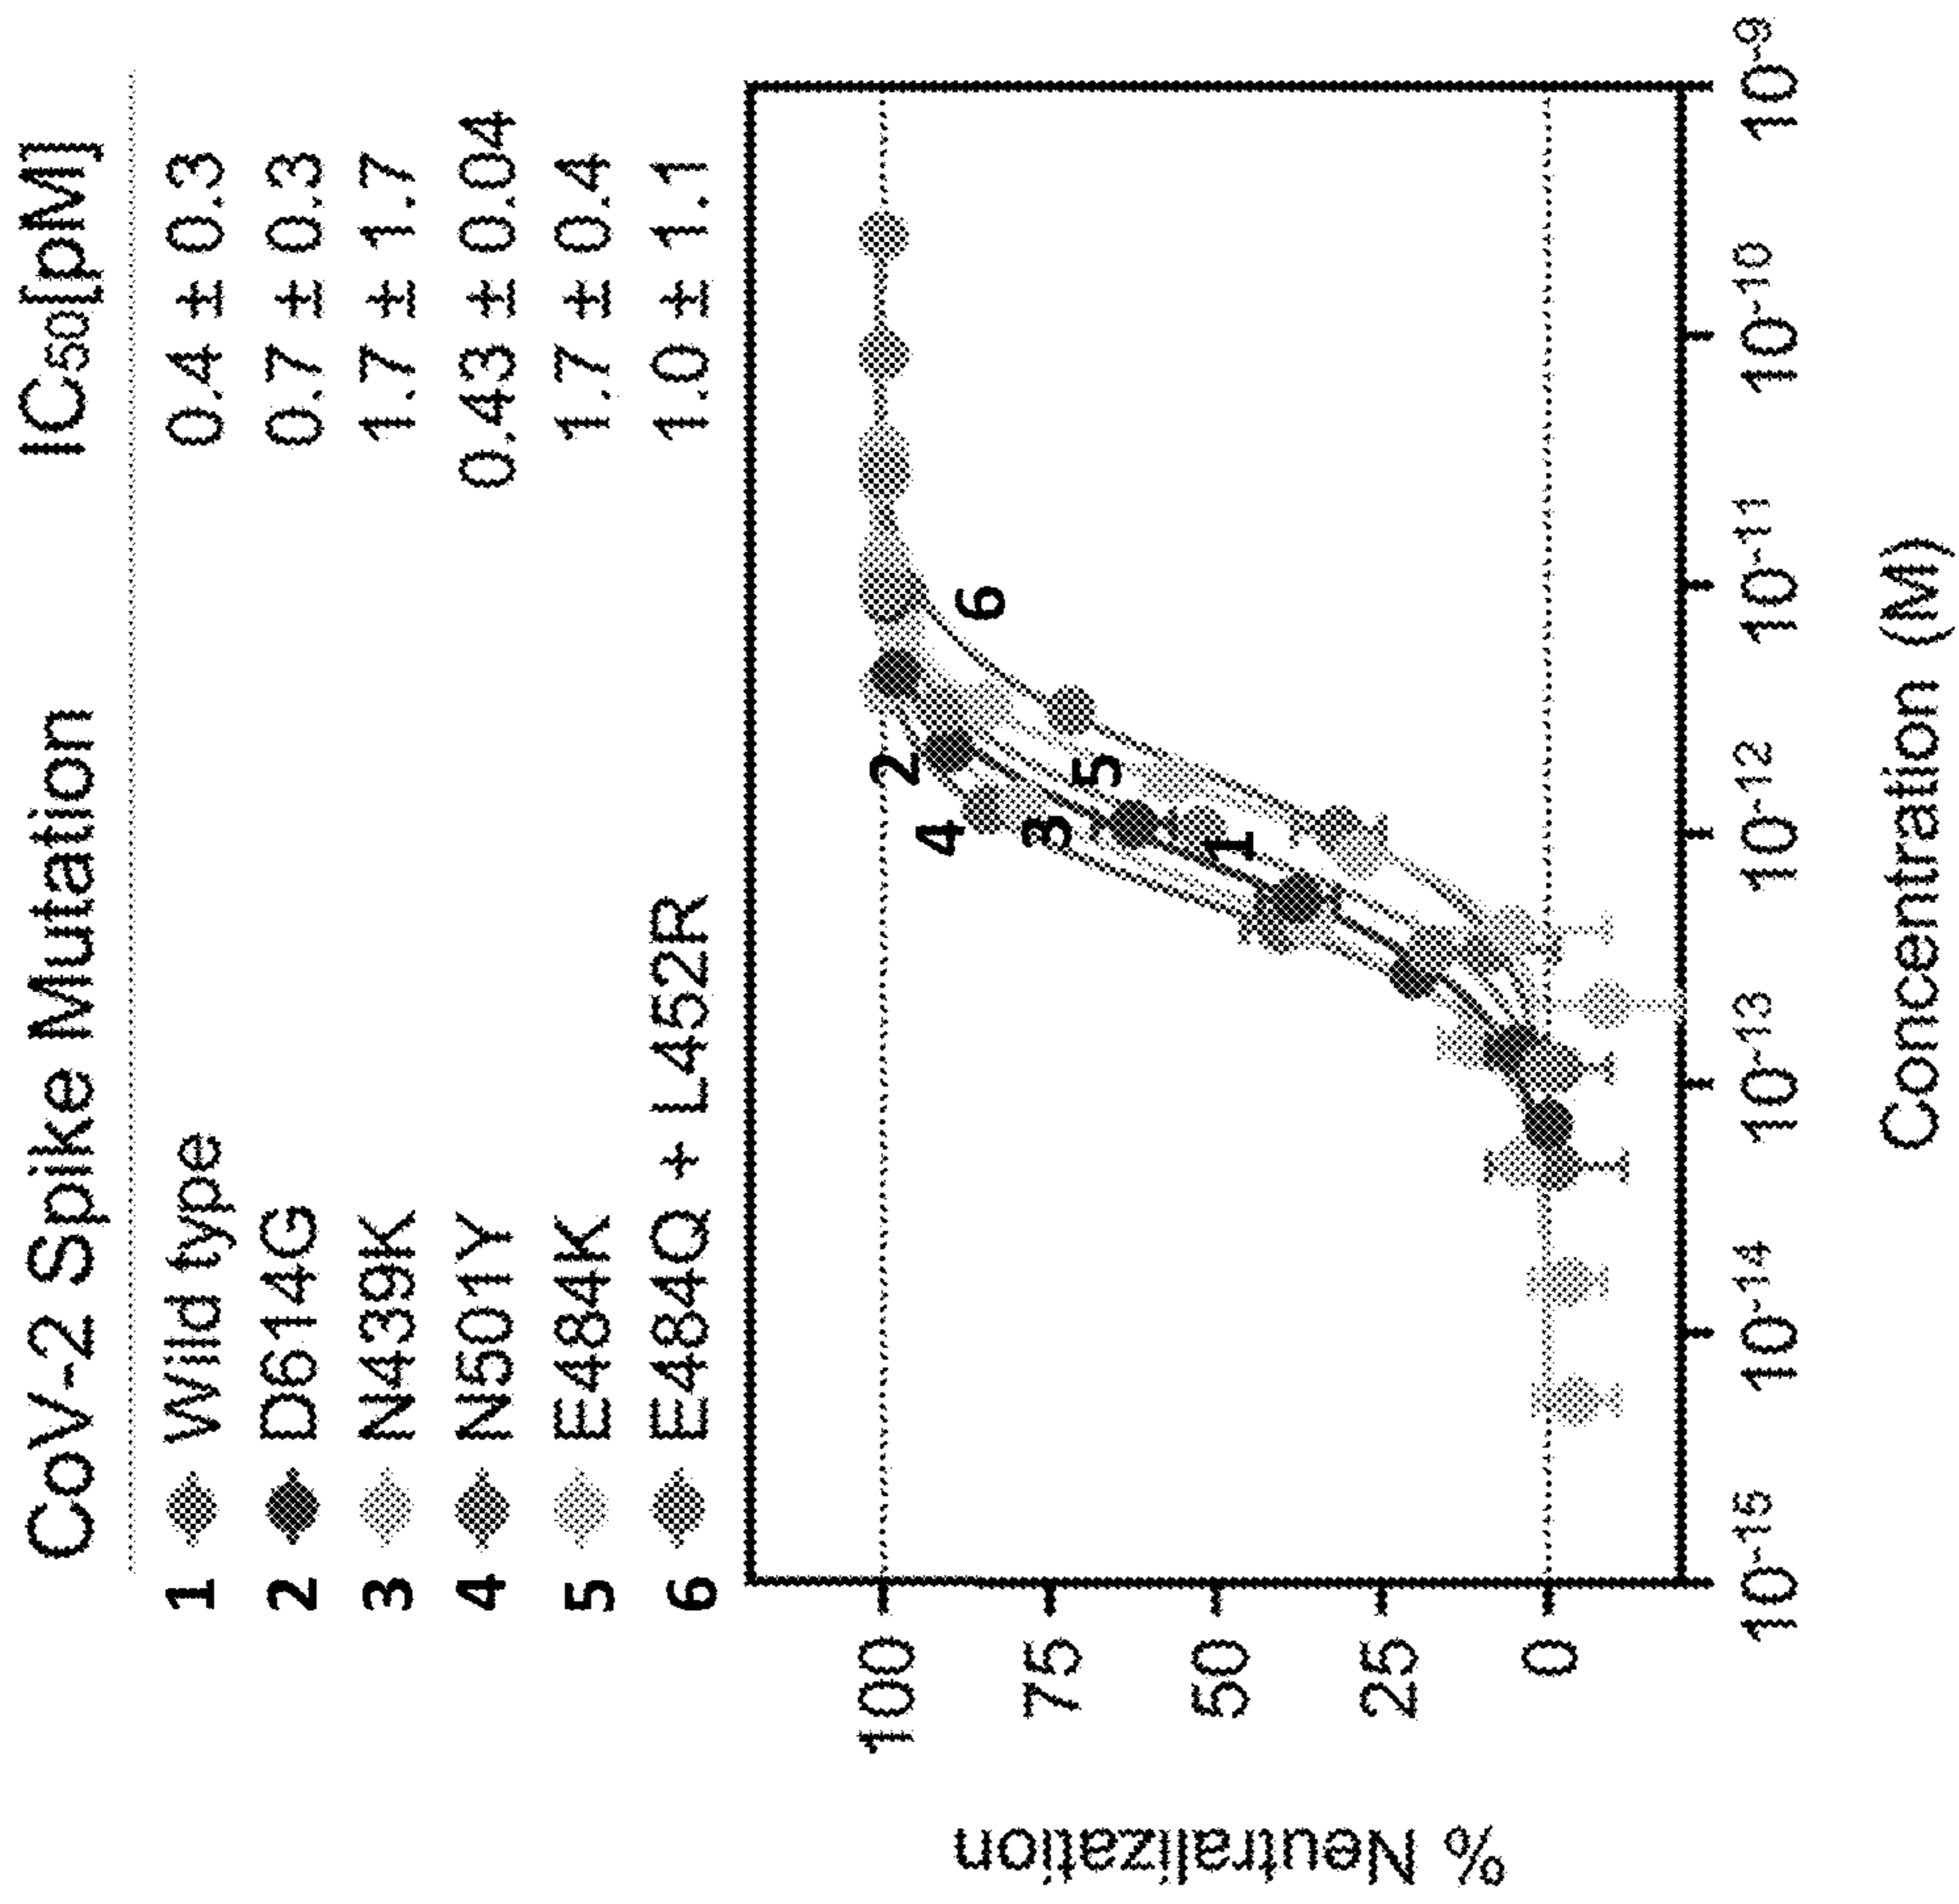 CoV-2 Spike Mutation IC50[pM]
1 Wild type 0.4 ± 0.3
2 D614G 0.7 ± 0.3
3 N439K 1.7 ± 1.7
4 N501Y 0.43 ± 0.04
5 E484K 1.7 ± 0.4
6 E484Q + L452R 1.0 ± 1.1
% Neutralization
100
75
50
25
0
2
4
3
5
1
6
10-15 10-14 10-13 10-12 10-11 10-10 10-9
Concentration (M)